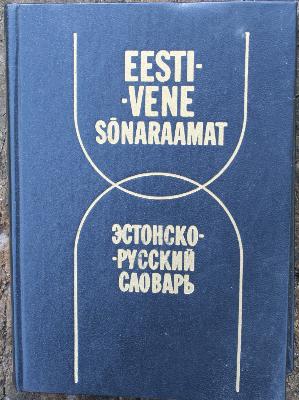 EESTI-
-VENE
SÕNARAAMAT
ЭСТОНСКО-
-РУССКИЙ
СЛОВАРЬ